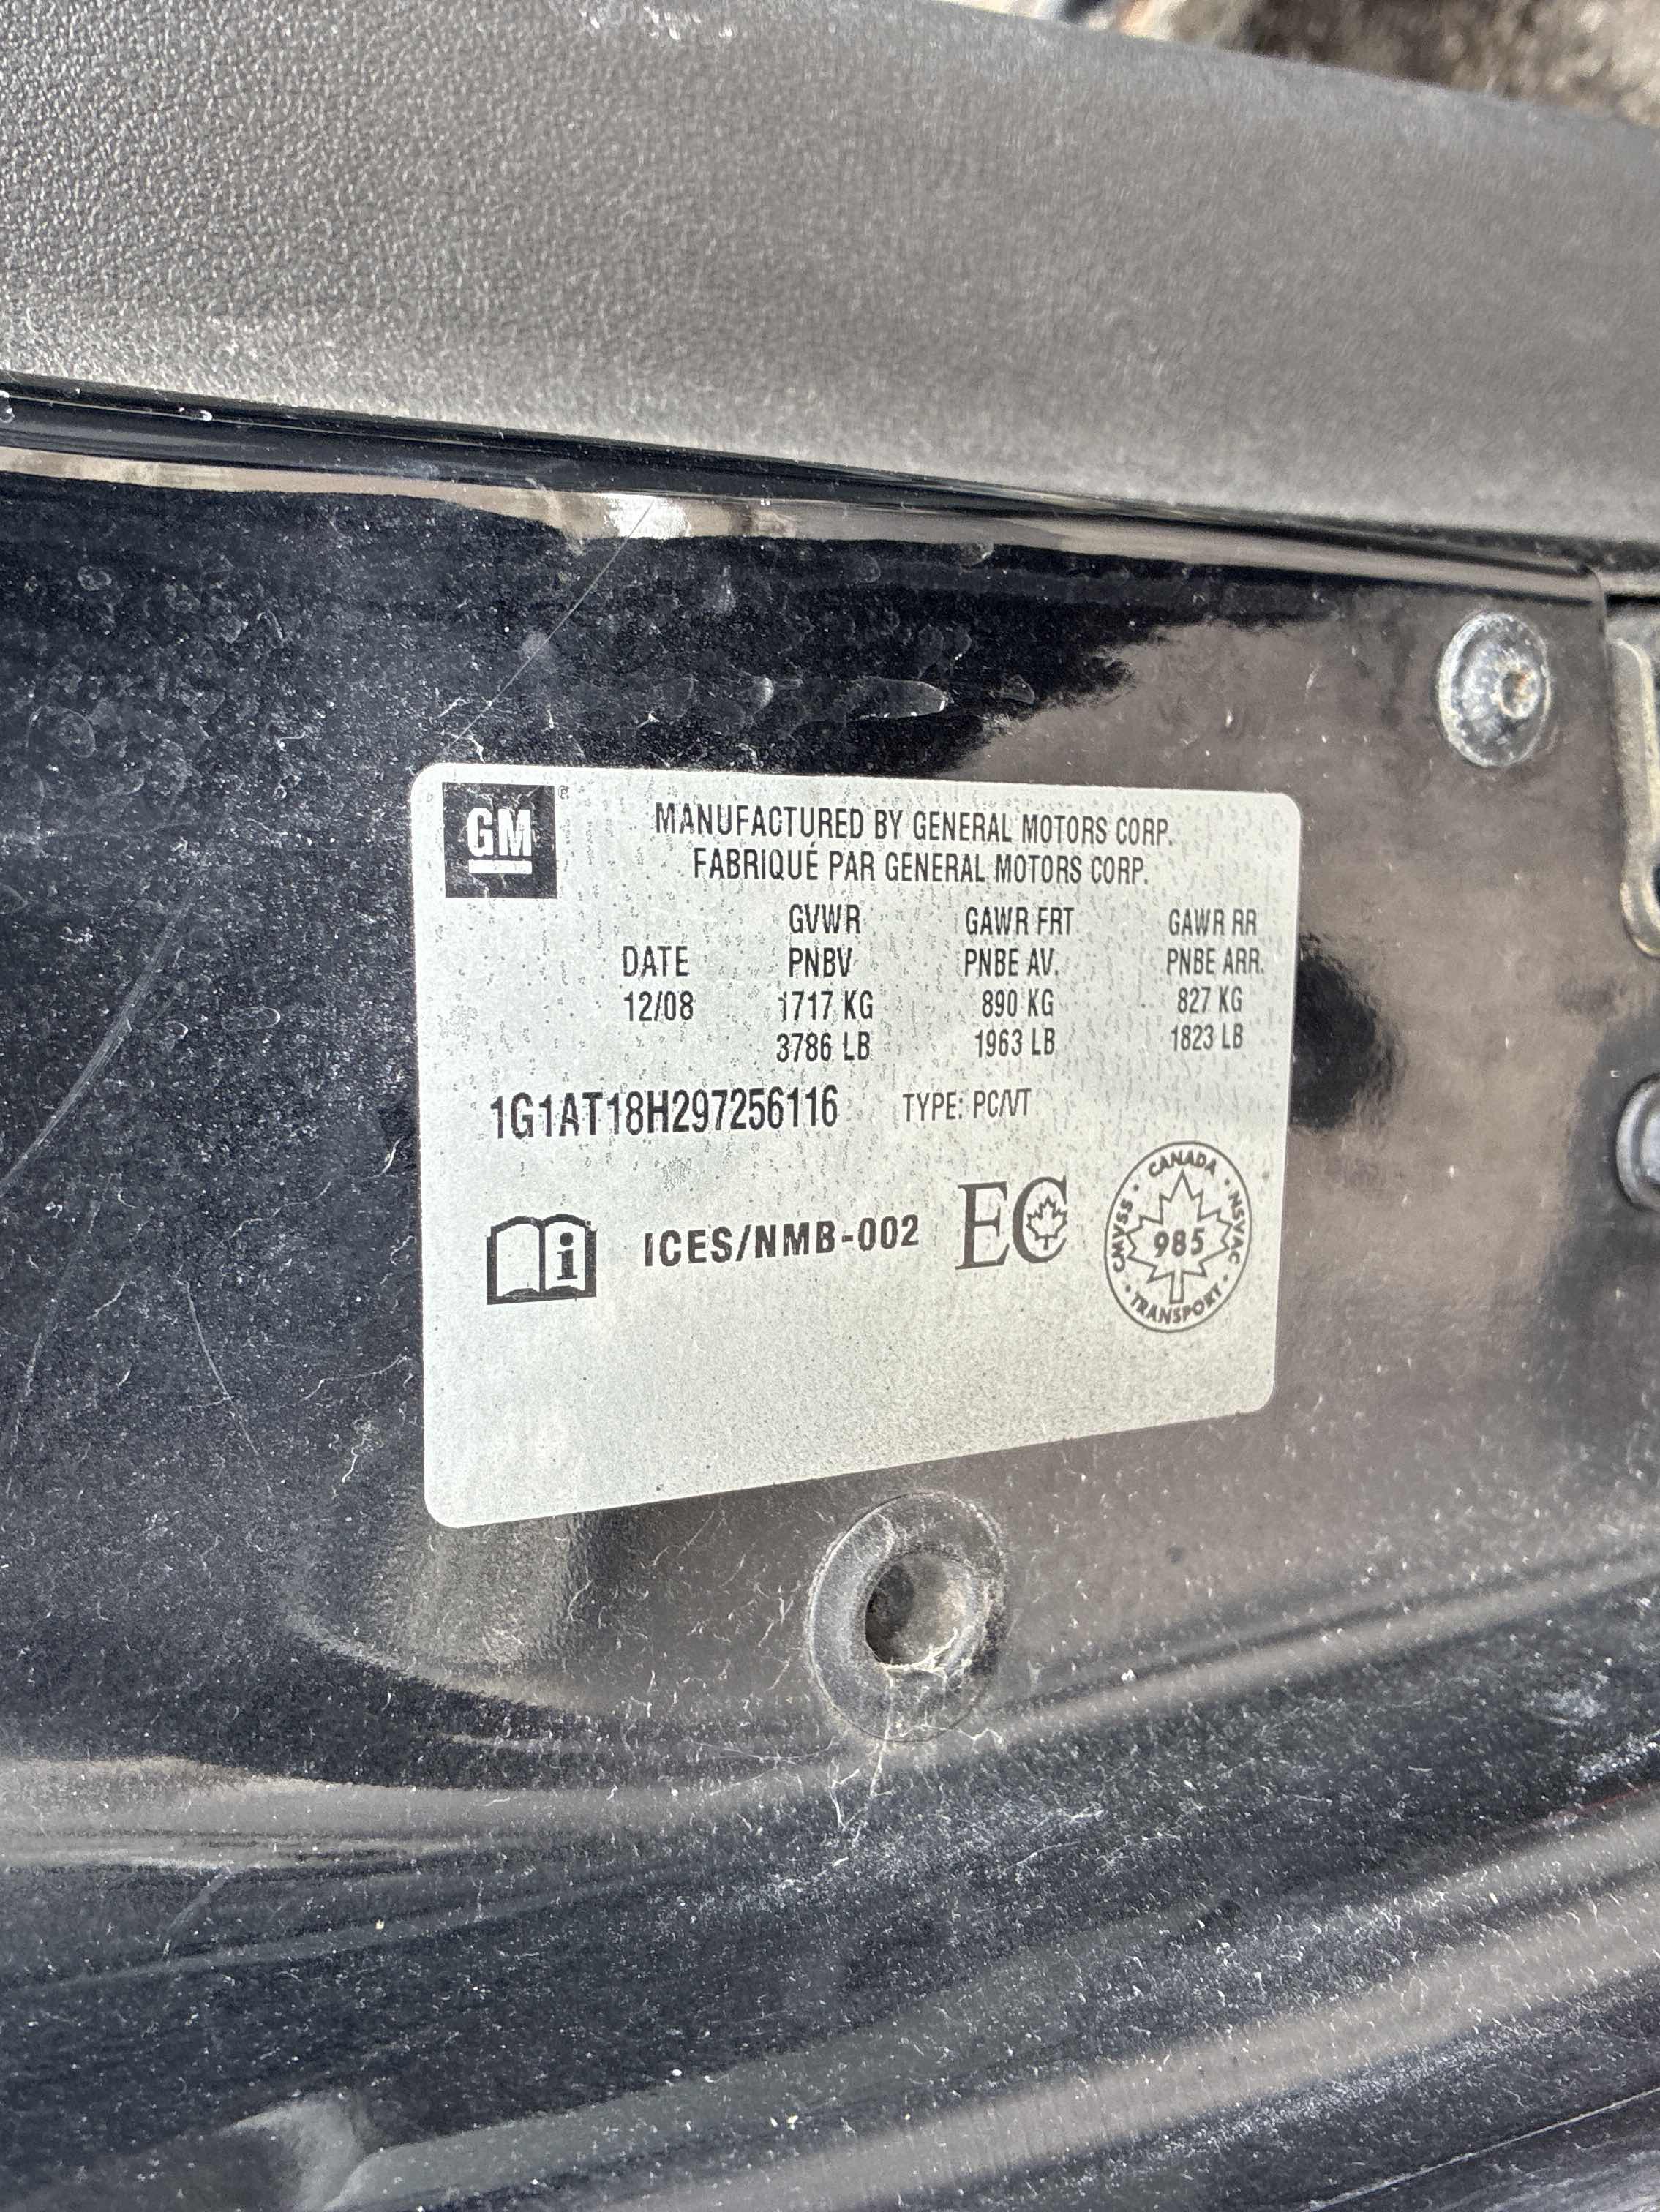 GM®
MANUFACTURED BY GENERAL MOTORS CORP.
FABRIQUÉ PAR GENERAL MOTORS CORP.
GVWR GAWR FRT GAWR RR
DATE PNBV PNBE AV. PNBE ARR.
12/08 1717 KG 890 KG 827 KG
3786 LB 1963 LB 1823 LB
1G1AT18H297256116 TYPE: PC/VT
i ICES/NMB-002 EC
CANADA · NSVAC · TRANSPORT · CMVSS ·
985